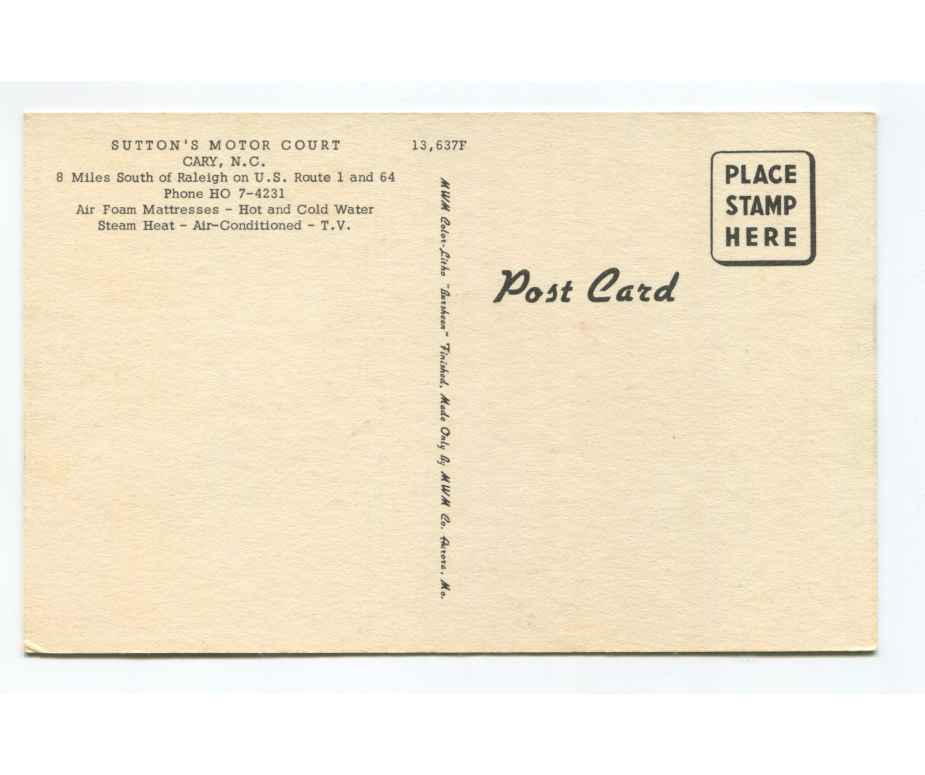 SUTTON'S MOTOR COURT
CARY, N.C.
8 Miles South of Raleigh on U.S. Route 1 and 64
Phone HO 7-4231
Air Foam Mattresses - Hot and Cold Water
Steam Heat - Air-Conditioned - T.V.
13,637F
MWM Color-Litho "Bursheen" Finished, Made Only By MWM Co. Aurora, Mo.
PLACE
STAMP
HERE
Post Card